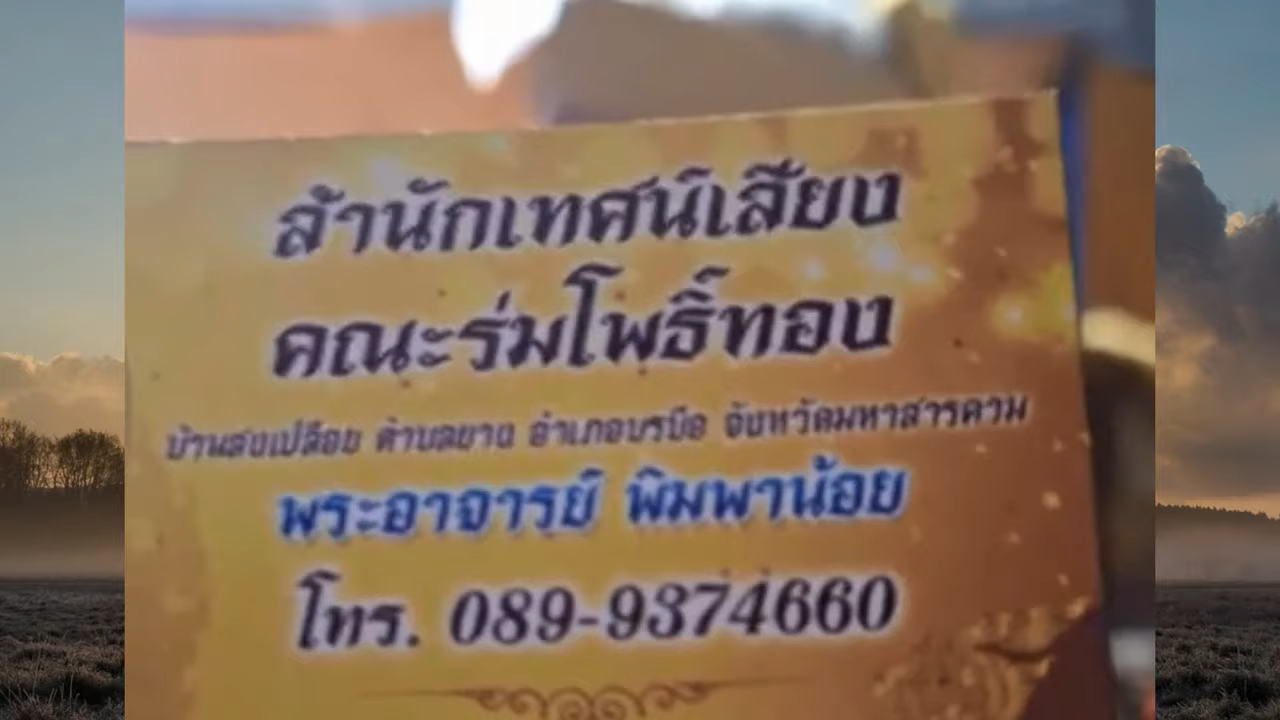 สำนักเทศน์เสียง
คณะร่มโพธิ์ทอง
บ้านสงเปลือย ตำบลยาง อำเภอบรบือ จังหวัดมหาสารคาม
พระอาจารย์ พิมพาน้อย
โทร. 089-9374660